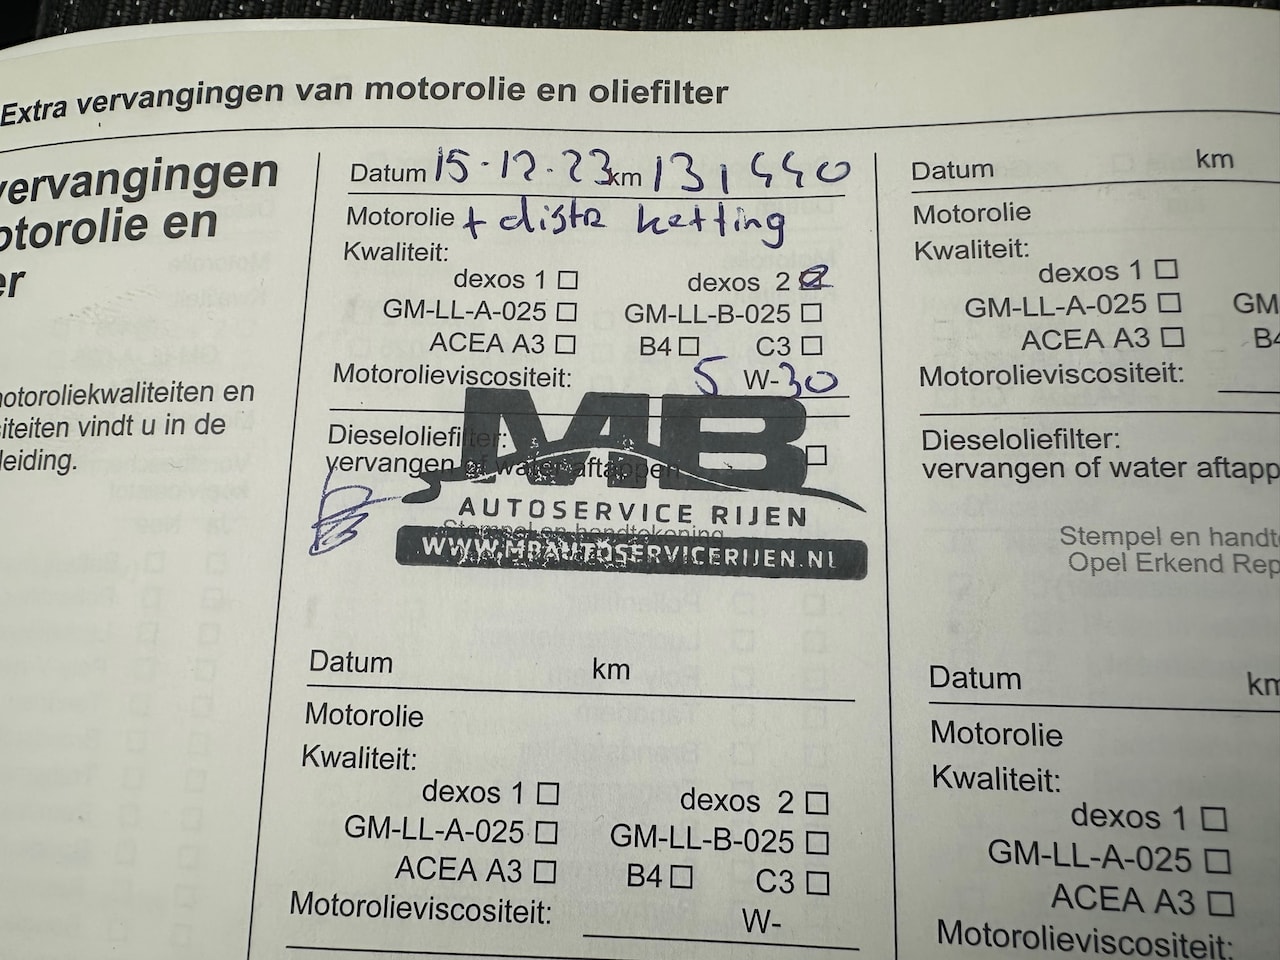 Extra vervangingen van motorolie en oliefilter
vervangingen
otorolie en
er
notoroliekwaliteiten en
siteiten vindt u in de
leiding.
Datum 15-12-23 km 131440
Motorolie + distr ketting
Kwaliteit:
dexos 1 ☐ dexos 2 ☑
GM-LL-A-025 ☐ GM-LL-B-025 ☐
ACEA A3 ☐ B4 ☐ C3 ☐
Motorolieviscositeit: 5 W-30
Dieseloliefilter:
vervangen of water aftappen ☐
MB
AUTOSERVICE RIJEN
Stempel en handtekening
WWW.MBAUTOSERVICERIJEN.NL
Datum km
Motorolie
Kwaliteit:
dexos 1 ☐ dexos 2 ☐
GM-LL-A-025 ☐ GM-LL-B-025 ☐
ACEA A3 ☐ B4 ☐ C3 ☐
Motorolieviscositeit: W-
Datum km
Motorolie
Kwaliteit:
dexos 1 ☐
GM-LL-A-025 ☐ GM
ACEA A3 ☐ B4
Motorolieviscositeit:
Dieseloliefilter:
vervangen of water aftapp
Stempel en handt
Opel Erkend Rep
Datum km
Motorolie
Kwaliteit:
dexos 1 ☐
GM-LL-A-025 ☐
ACEA A3 ☐
Motorolieviscositeit: